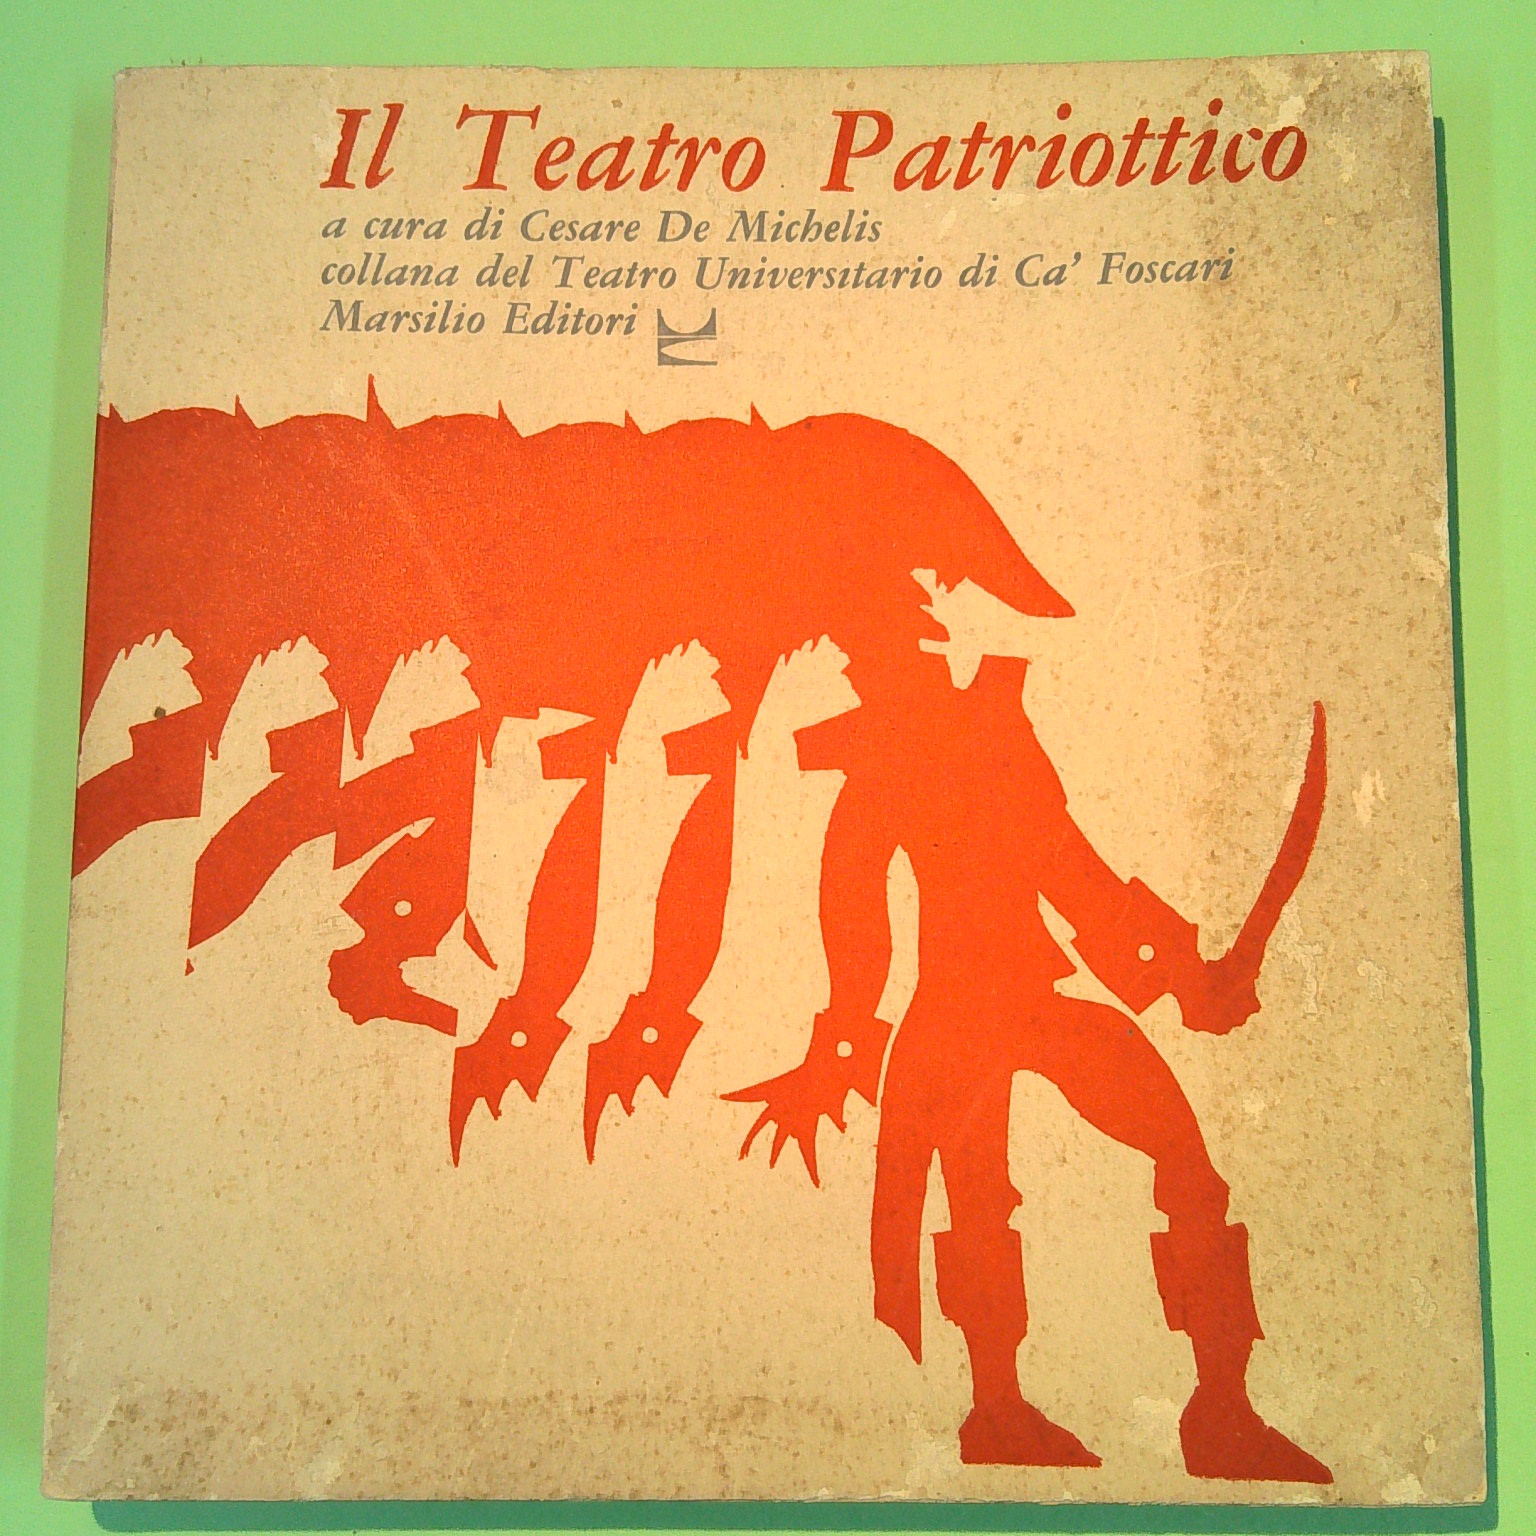 Il Teatro Patriottico
a cura di Cesare De Michelis
collana del Teatro Universitario di Ca' Foscari
Marsilio Editori